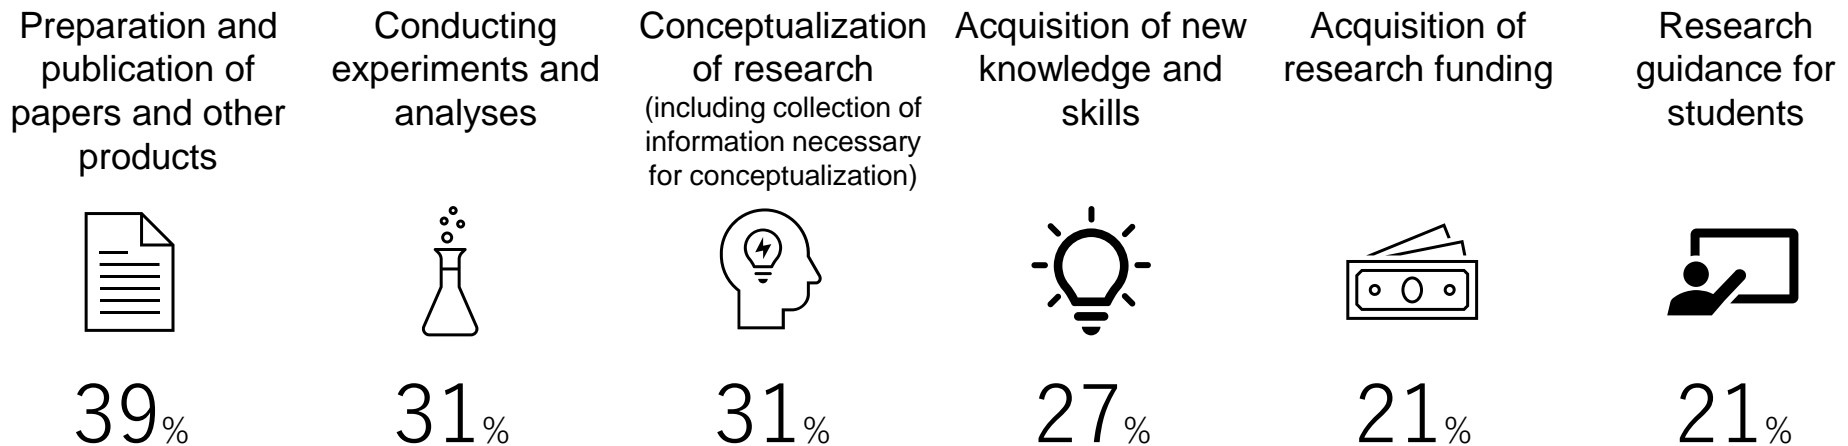 Preparation and
publication of
papers and other
products
Conducting
experiments and
analyses
Conceptualization
of research
(including collection of
information necessary
for conceptualization)
Acquisition of new
knowledge and
skills
Acquisition of
research funding
Research
guidance for
students
39%
31%
31%
27%
21%
21%